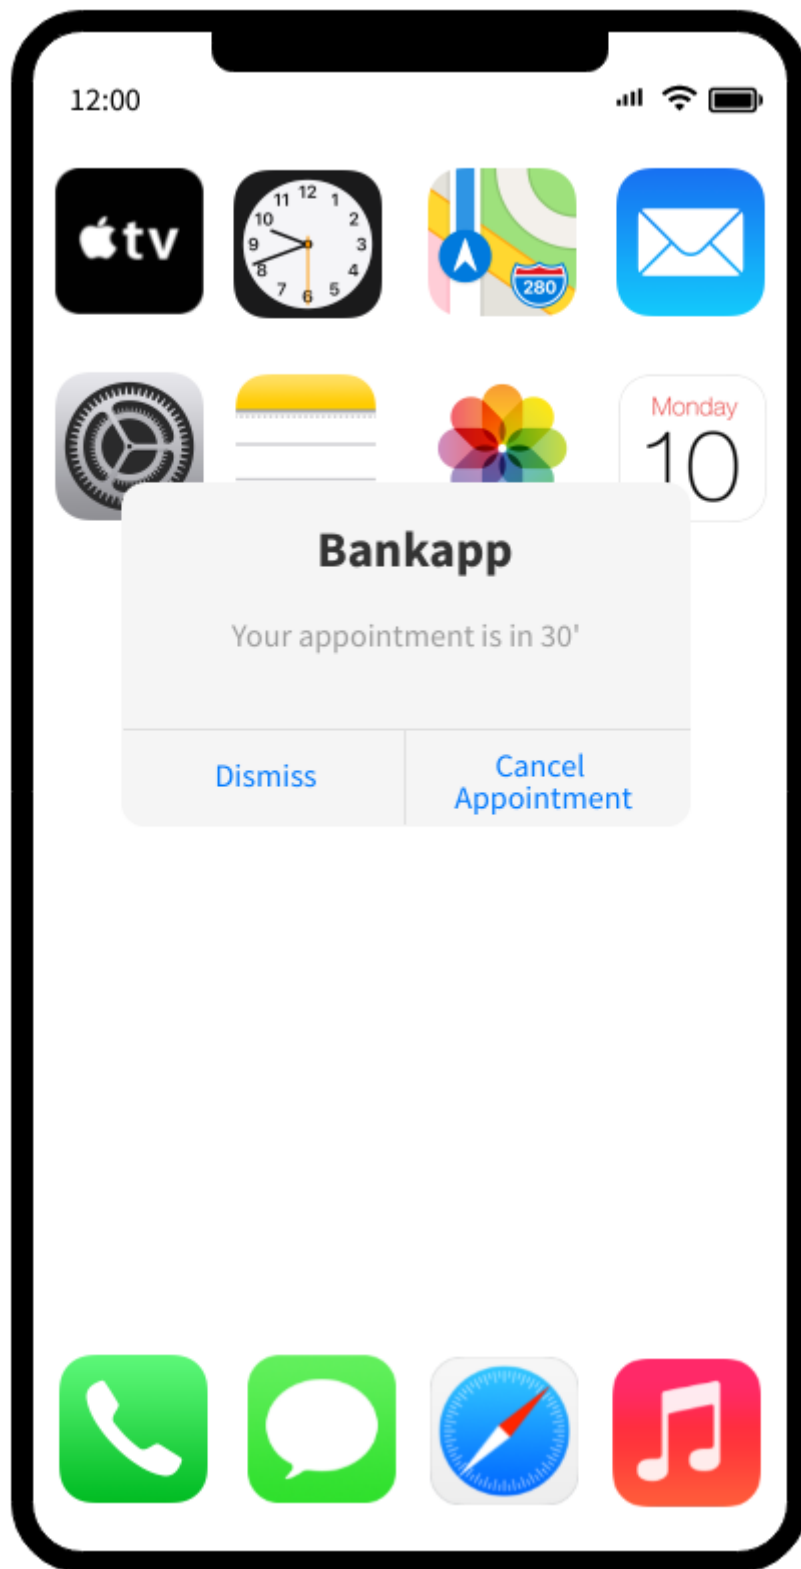 12:00
tv
12
11 1
10 2
9 3
8 4
7 5
6
280
Monday
10
Bankapp
Your appointment is in 30'
Dismiss
Cancel
Appointment